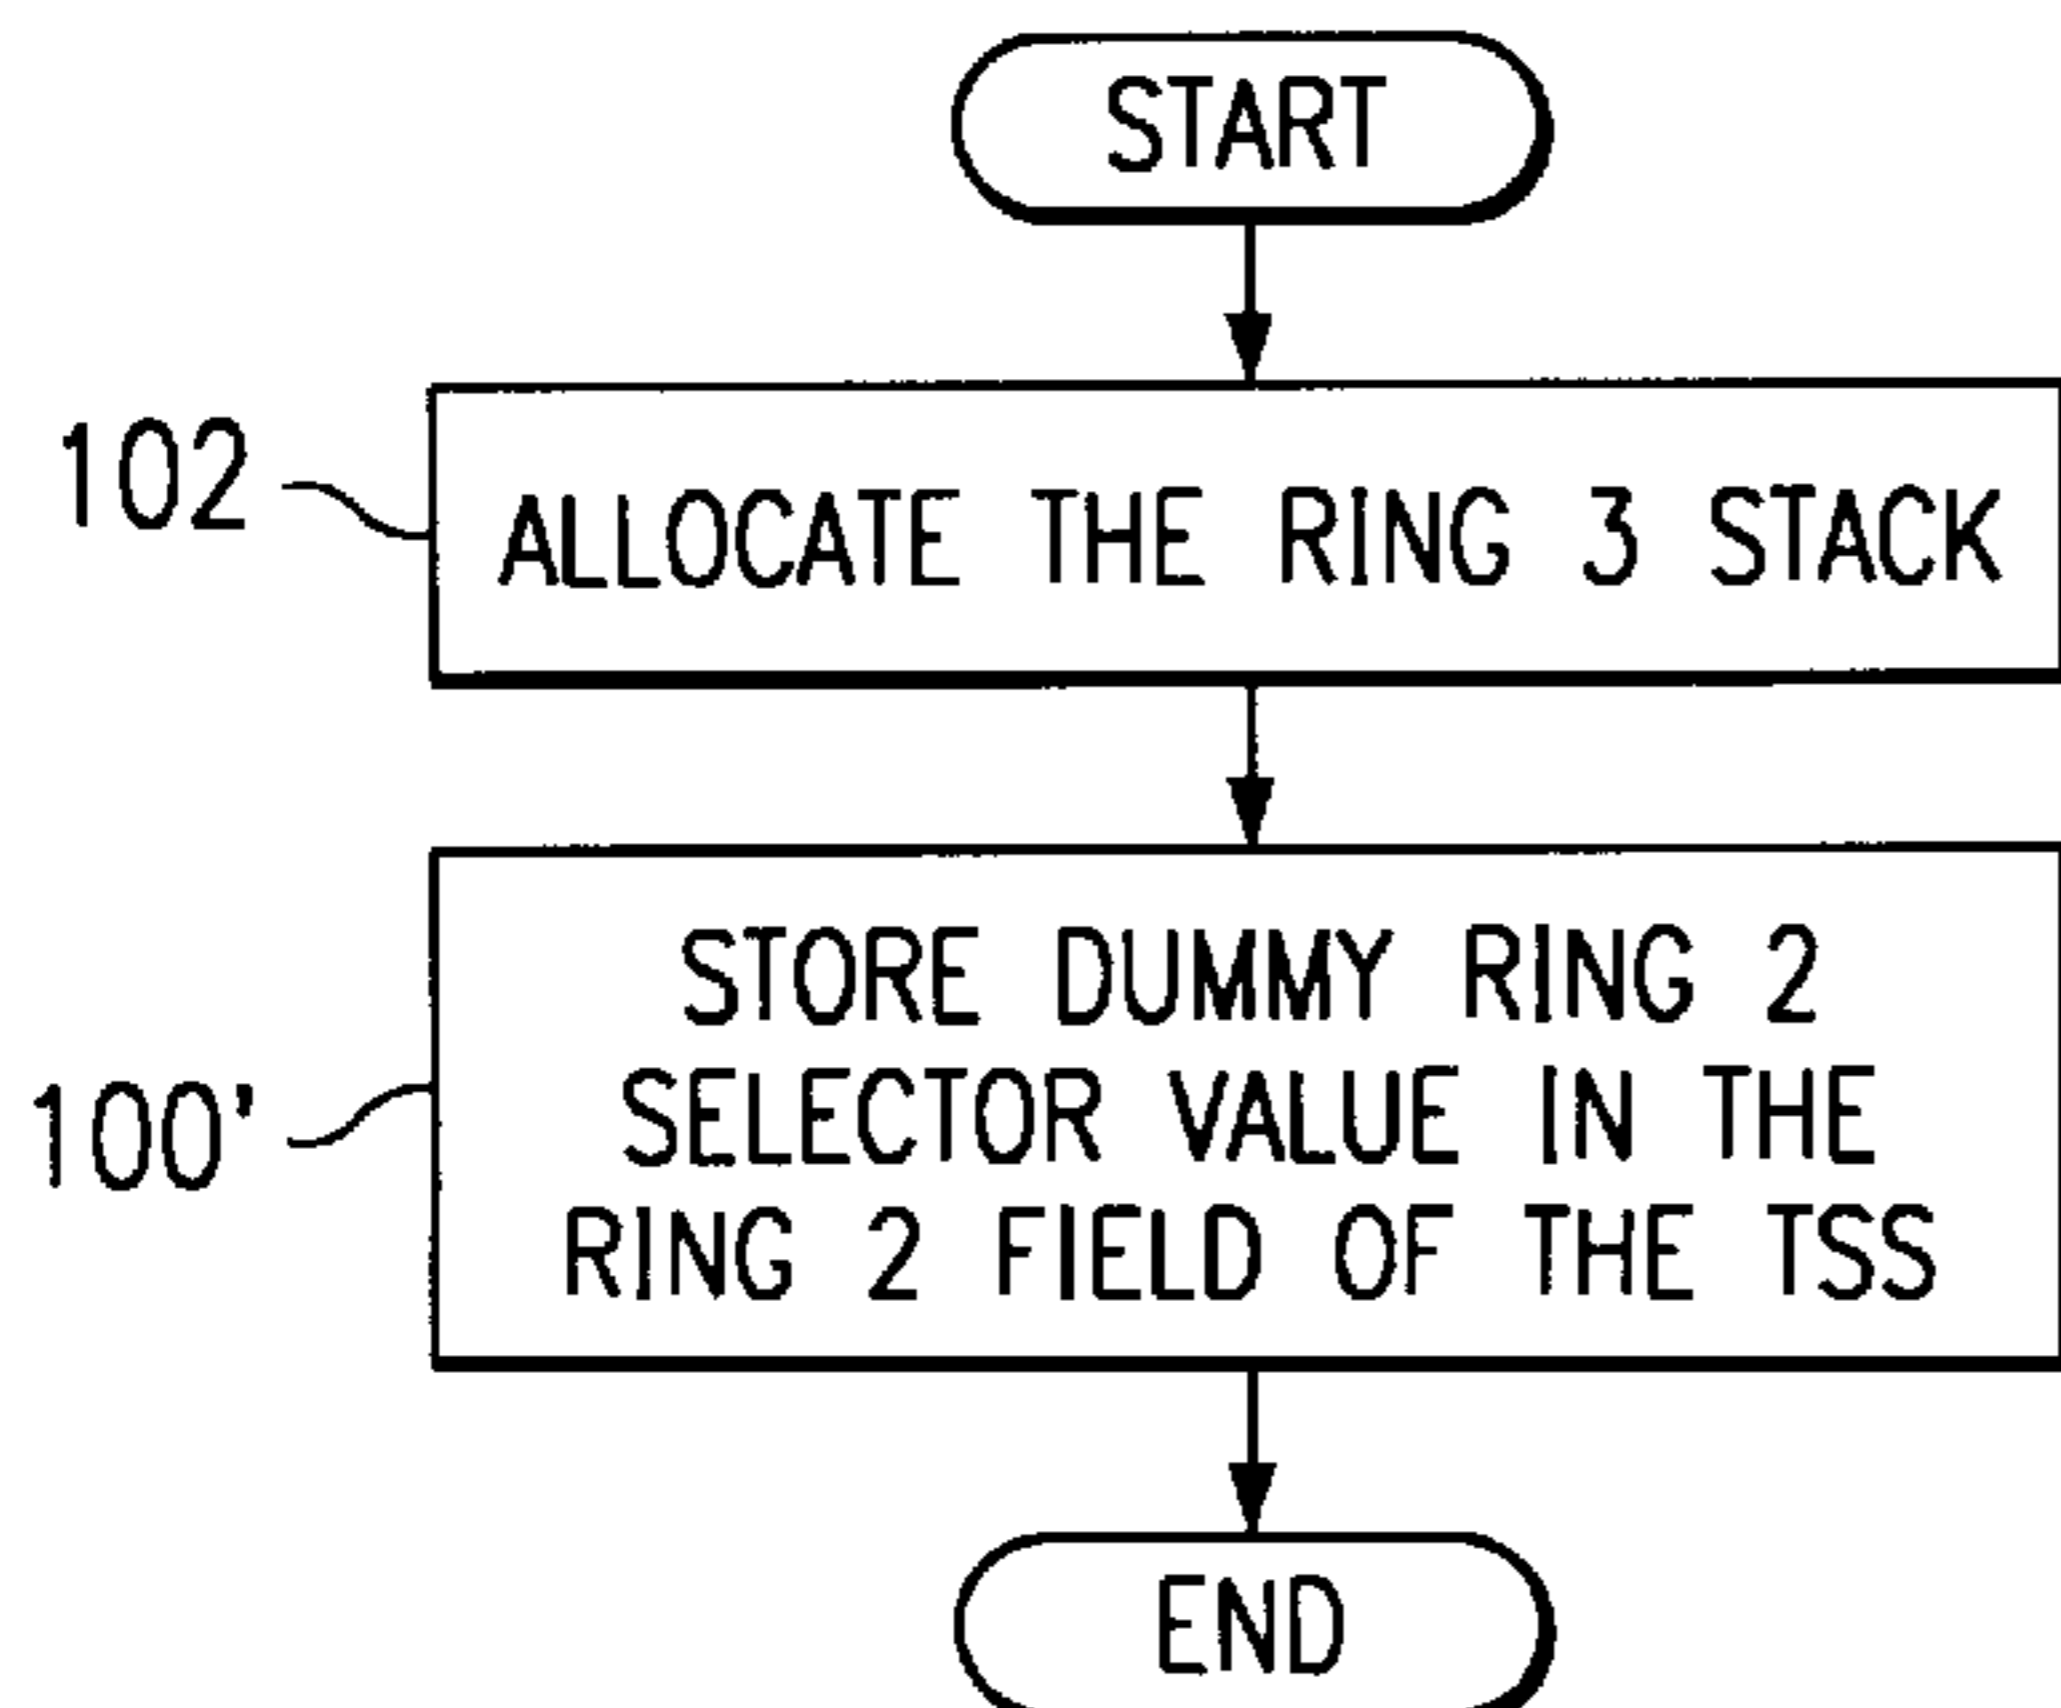 START
102
ALLOCATE THE RING 3 STACK
STORE DUMMY RING 2
SELECTOR VALUE IN THE
100'
RING 2 FIELD OF THE TSS
END